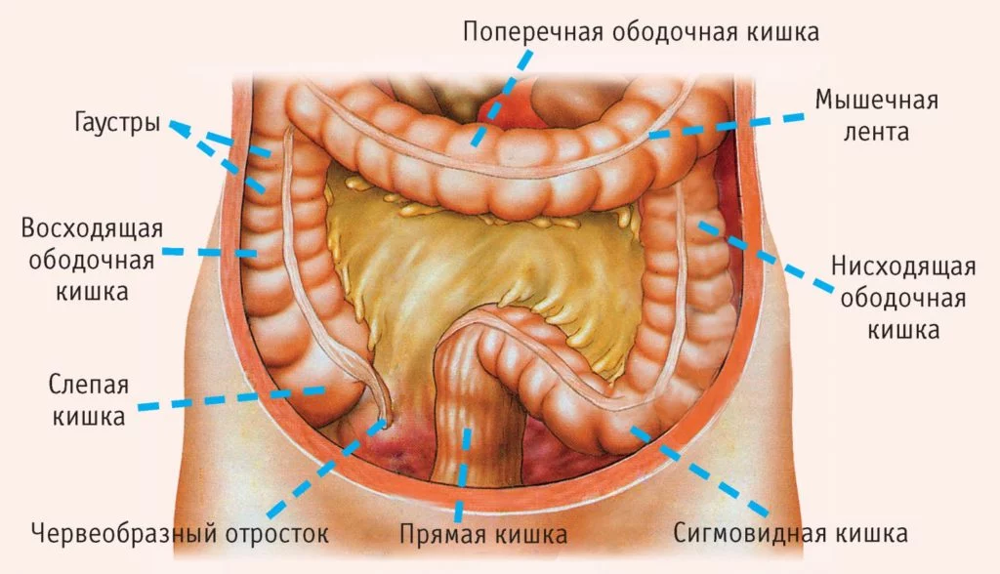 Поперечная ободочная кишка
Мышечная
лента
Гаустры
Восходящая
ободочная
кишка
Нисходящая
ободочная
кишка
Слепая
кишка
Червеобразный отросток
Прямая кишка
Сигмовидная кишка